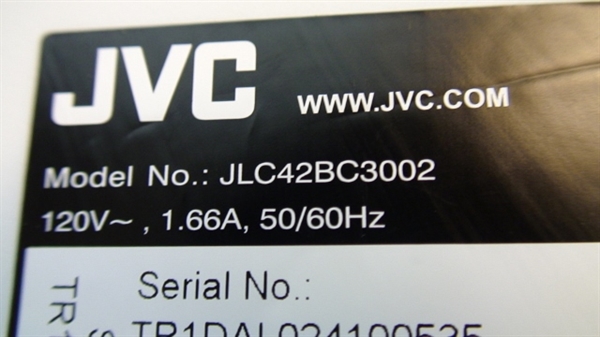 JVC
WWW.JVC.COM
Model No.: JLC42BC3002
120V~ , 1.66A, 50/60Hz
Serial No.: